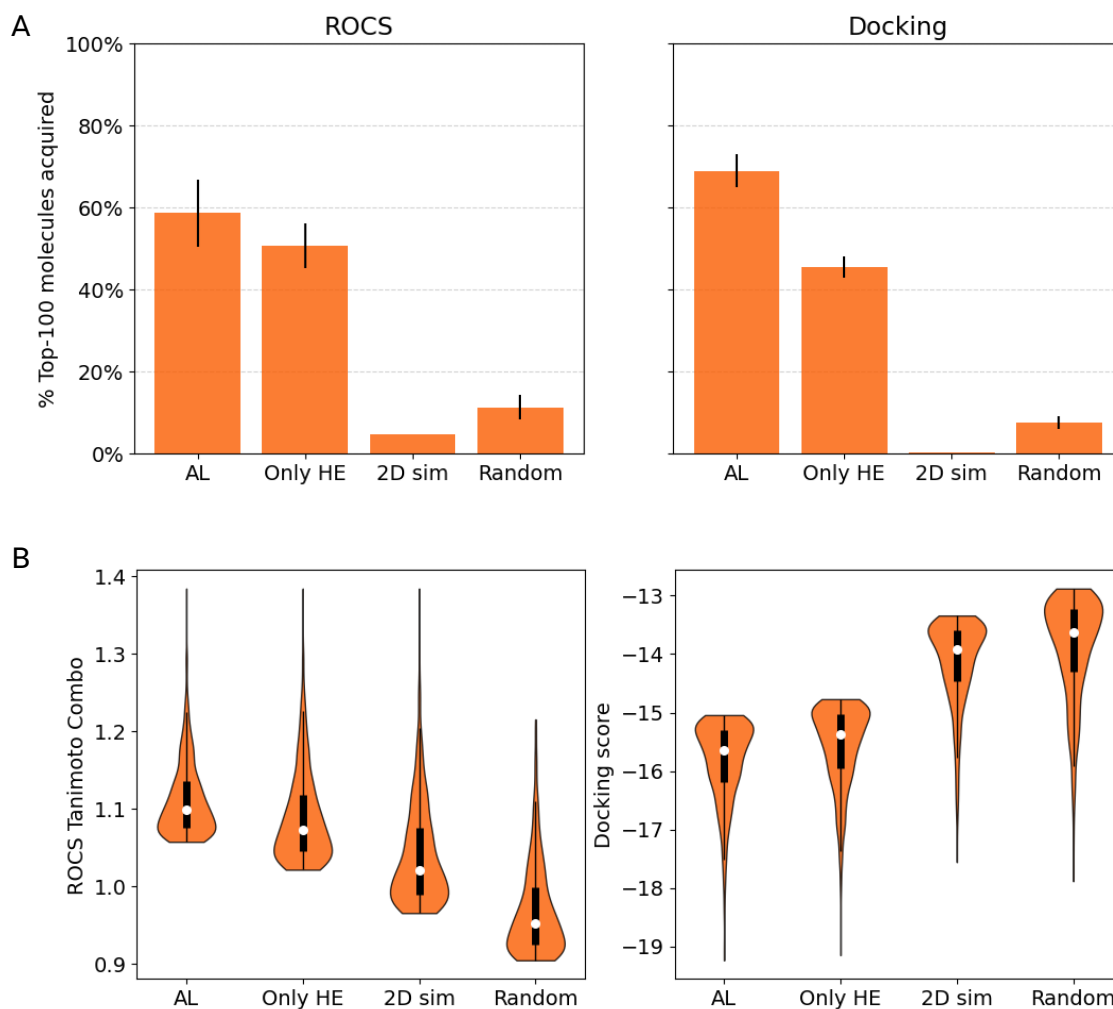 A
ROCS
Docking
% Top-100 molecules acquired
100%
80%
60%
40%
20%
0%
AL
Only HE
2D sim
Random
AL
Only HE
2D sim
Random
B
ROCS Tanimoto Combo
1.4
1.3
1.2
1.1
1.0
0.9
AL
Only HE
2D sim
Random
Docking score
−13
−14
−15
−16
−17
−18
−19
AL
Only HE
2D sim
Random